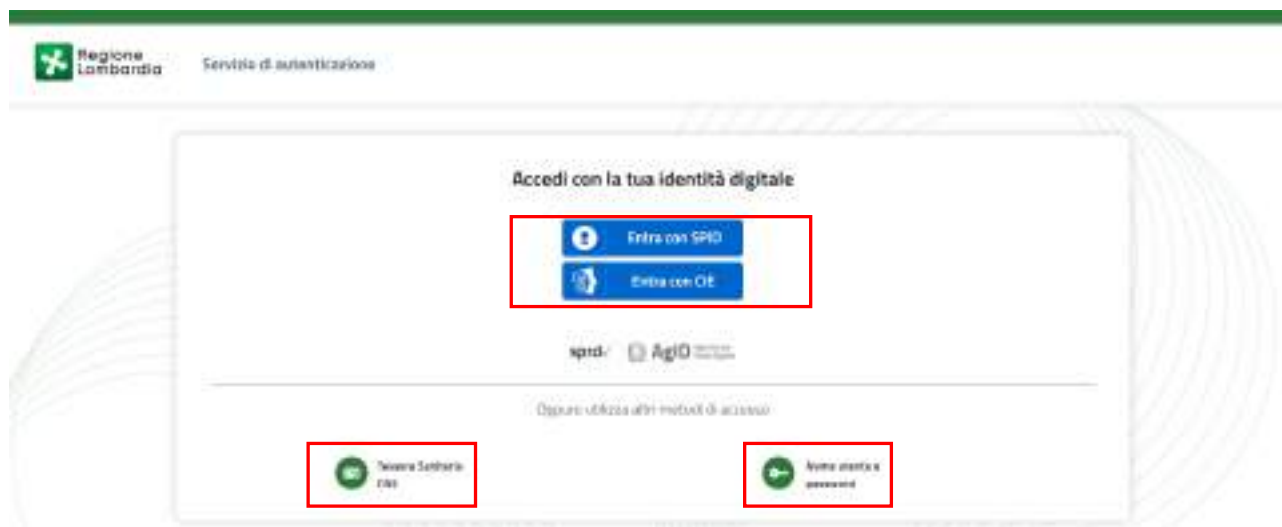 Regione
Lombardia
Servizio di autenticazione
Accedi con la tua identità digitale
Entra con SPID
Entra con CIE
spid AgID
Oppure utilizza altri metodi di accesso
Tessera Sanitaria
CNS
Nome utente e
password